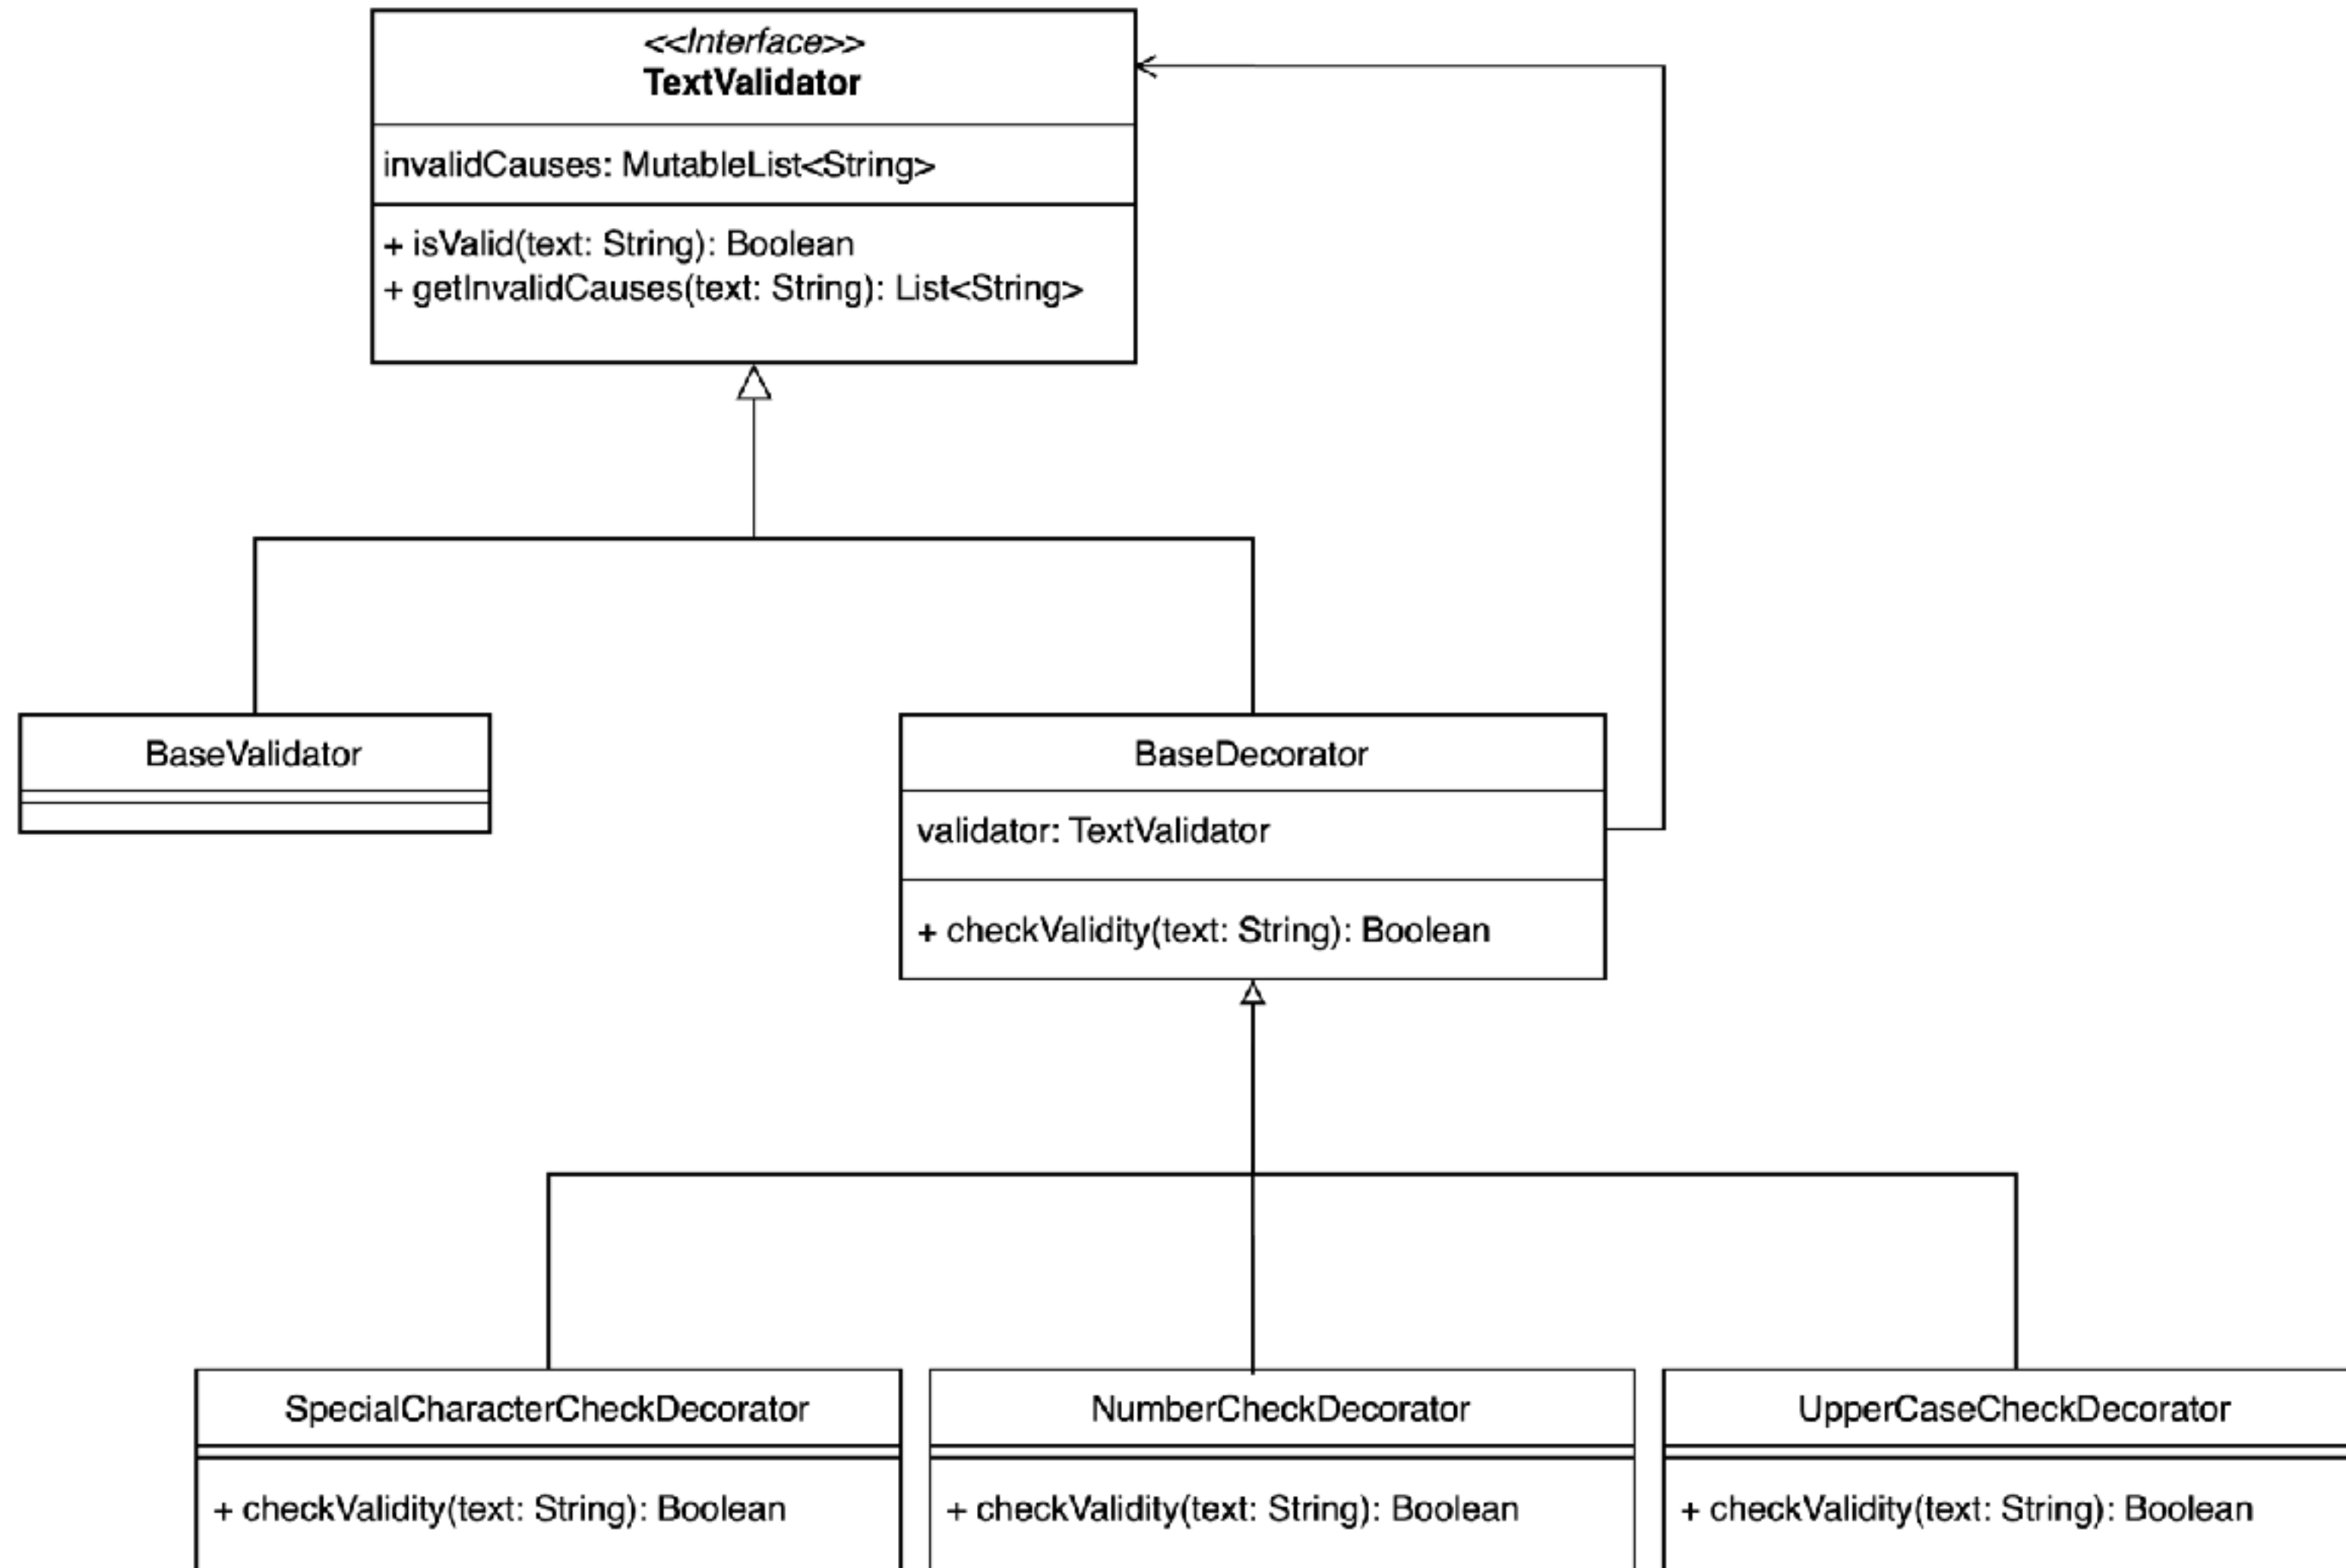 <<Interface>>
TextValidator
invalidCauses: MutableList<String>
+ isValid(text: String): Boolean
+ getInvalidCauses(text: String): List<String>
BaseValidator
BaseDecorator
validator: TextValidator
+ checkValidity(text: String): Boolean
SpecialCharacterCheckDecorator
+ checkValidity(text: String): Boolean
NumberCheckDecorator
+ checkValidity(text: String): Boolean
UpperCaseCheckDecorator
+ checkValidity(text: String): Boolean